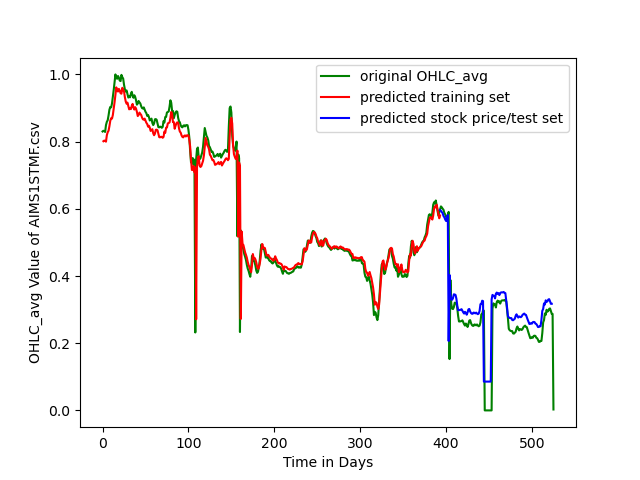 original OHLC_avg
predicted training set
predicted stock price/test set
OHLC_avg Value of AIMS1STMF.csv
1.0
0.8
0.6
0.4
0.2
0.0
0 100 200 300 400 500
Time in Days